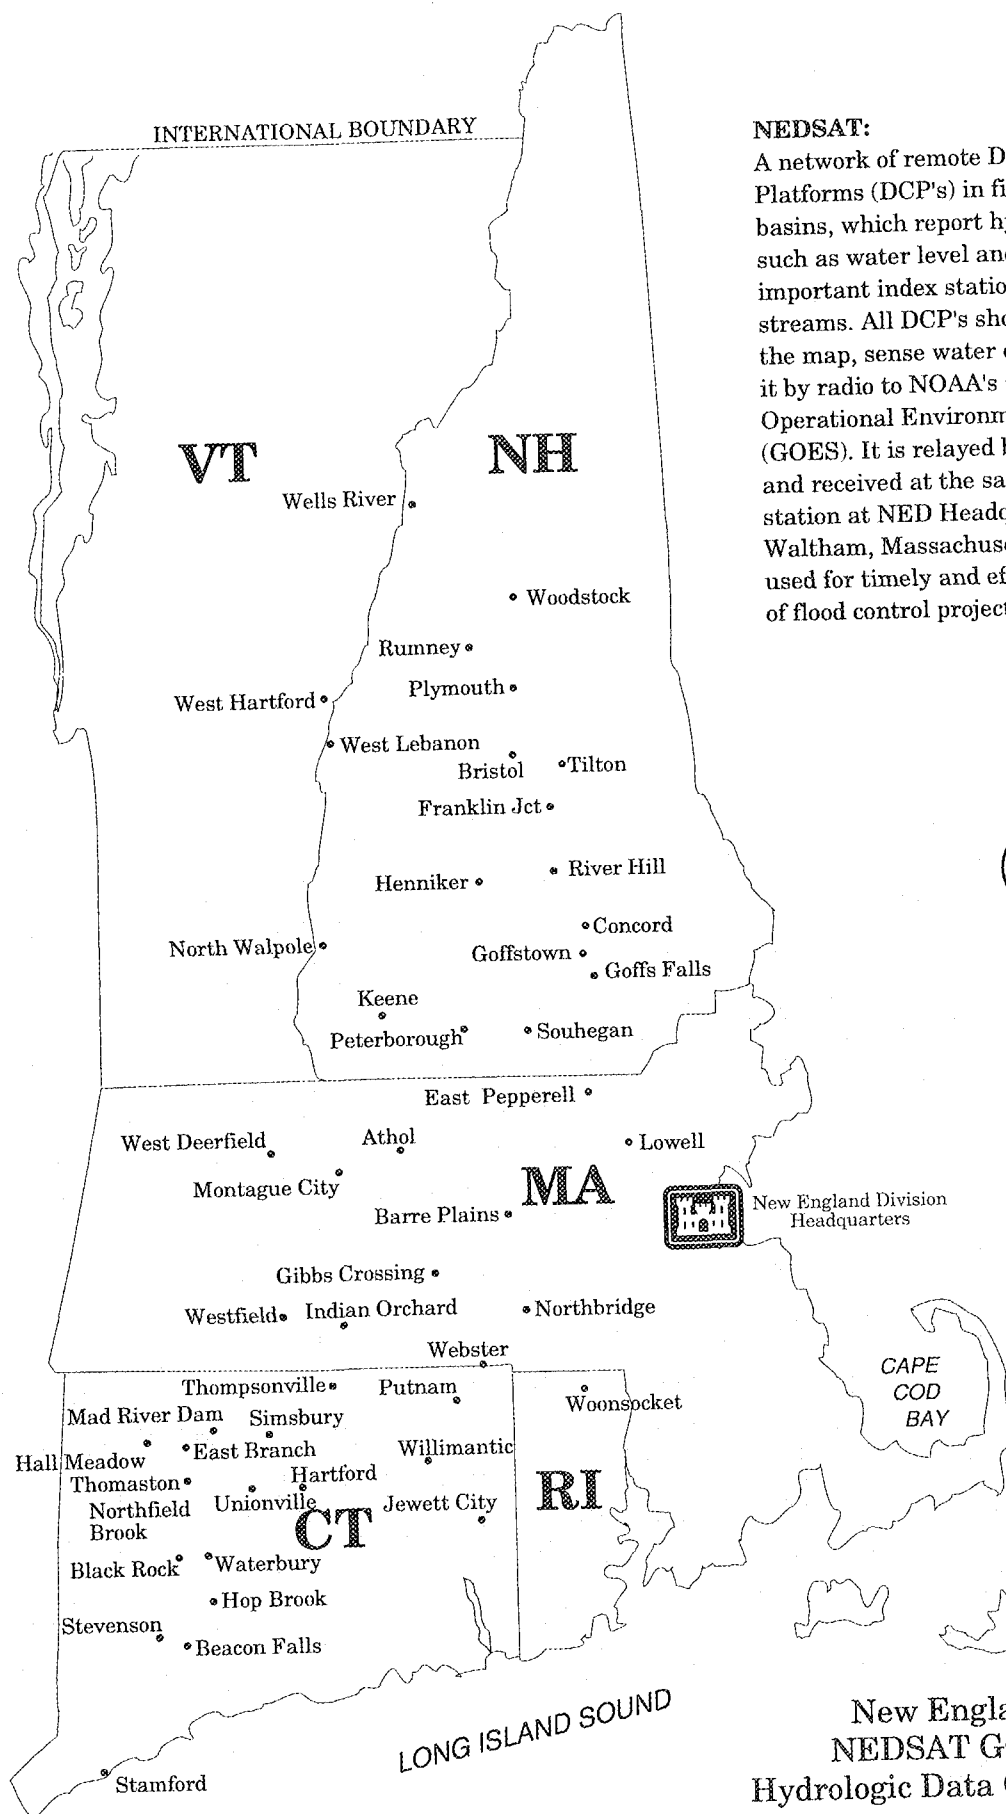 INTERNATIONAL BOUNDARY
NEDSAT:
A network of remote D
Platforms (DCP's) in fi
basins, which report hy
such as water level an
important index statio
streams. All DCP's sho
the map, sense water
it by radio to NOAA's
Operational Environm
(GOES). It is relayed
and received at the sa
station at NED Headq
Waltham, Massachuse
used for timely and ef
of flood control project
VT
NH
Wells River
Woodstock
Rumney
Plymouth
West Hartford
West Lebanon
Bristol
Tilton
Franklin Jct
River Hill
Henniker
Concord
North Walpole
Goffstown
Goffs Falls
Keene
Peterborough
Souhegan
East Pepperell
West Deerfield
Athol
Lowell
Montague City
MA
New England Division
Headquarters
Barre Plains
Gibbs Crossing
Westfield
Indian Orchard
Northbridge
Webster
CAPE
COD
BAY
Thompsonville
Putnam
Woonsocket
Mad River Dam
Simsbury
Hall Meadow
East Branch
Willimantic
Thomaston
Hartford
Northfield
Brook
Unionville
Jewett City
RI
CT
Black Rock
Waterbury
Hop Brook
Stevenson
Beacon Falls
LONG ISLAND SOUND
Stamford
New Engla
NEDSAT G
Hydrologic Data